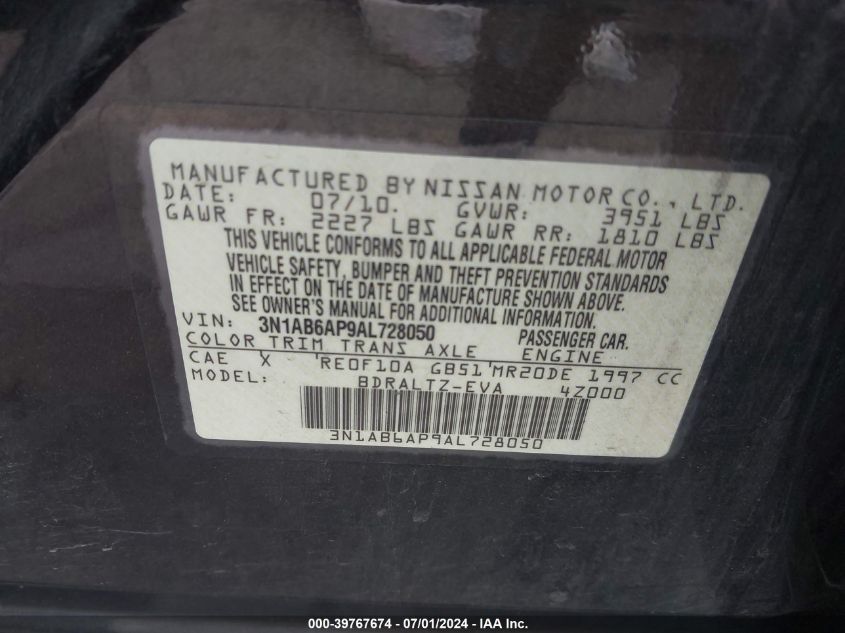 MANUFACTURED BY NISSAN MOTOR CO., LTD.
DATE: 07/10. GVWR: 3951 LBS
GAWR FR: 2227 LBS GAWR RR: 1810 LBS
THIS VEHICLE CONFORMS TO ALL APPLICABLE FEDERAL MOTOR
VEHICLE SAFETY, BUMPER AND THEFT PREVENTION STANDARDS
IN EFFECT ON THE DATE OF MANUFACTURE SHOWN ABOVE.
SEE OWNER'S MANUAL FOR ADDITIONAL INFORMATION.
VIN: 3N1AB6AP9AL728050 PASSENGER CAR.
COLOR TRIM TRANS AXLE ENGINE
CAE X 'RE0F10A GB51'MR20DE 1997 CC
MODEL: BDRALTZ-EVA 4Z000
3N1AB6AP9AL728050
000-39767674 / 07/01/2024 - IAA Inc.